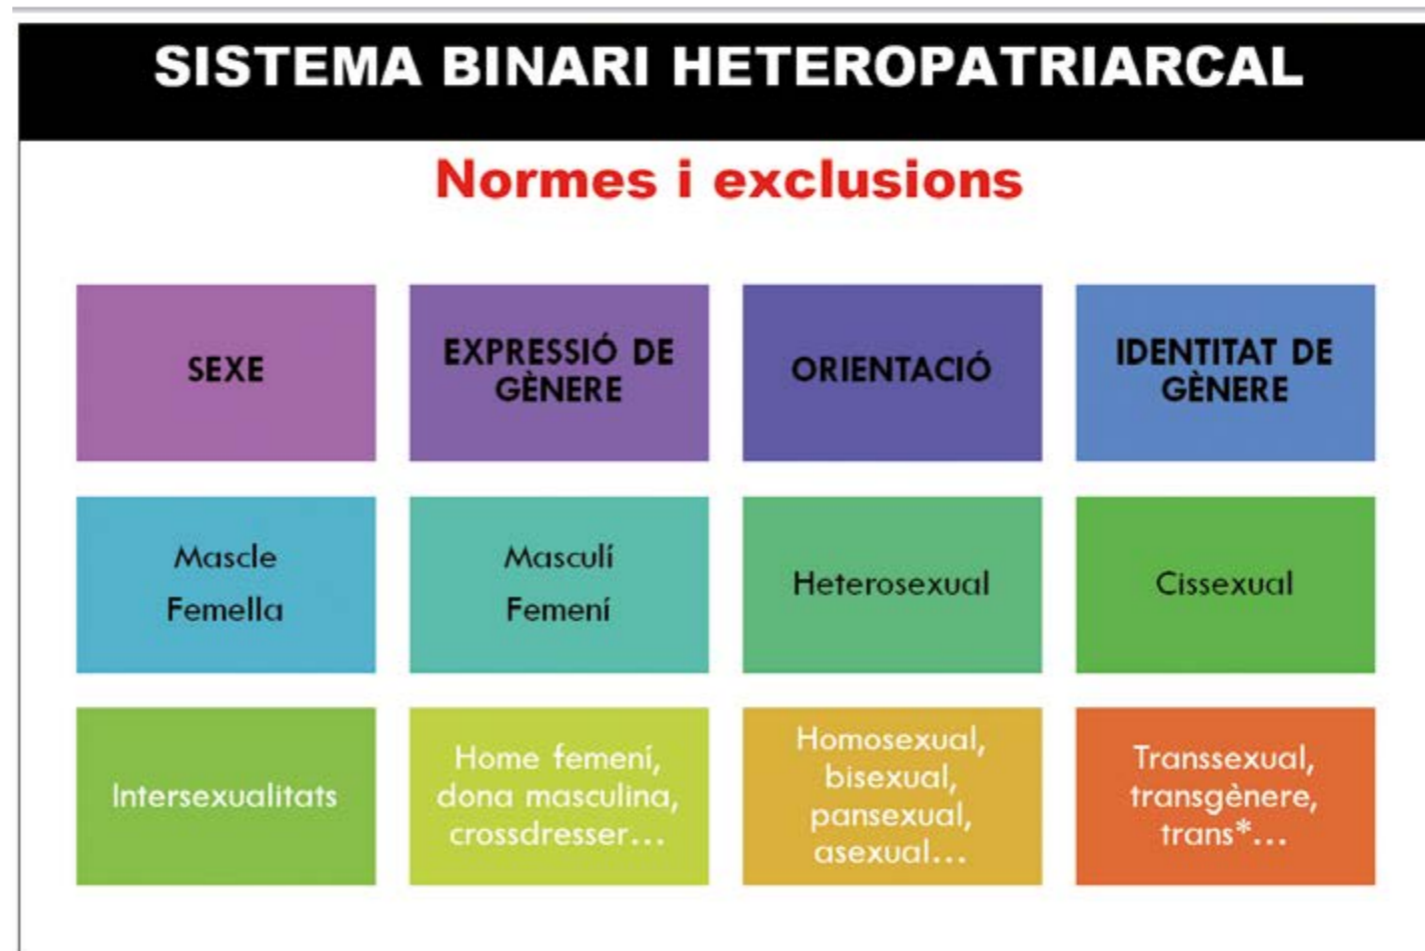 SISTEMA BINARI HETEROPATRIARCAL
Normes i exclusions
SEXE
EXPRESSIÓ DE
GÈNERE
ORIENTACIÓ
IDENTITAT DE
GÈNERE
Mascle
Femella
Masculí
Femení
Heterosexual
Cissexual
Intersexualitats
Home femení,
dona masculina,
crossdresser...
Homosexual,
bisexual,
pansexual,
asexual...
Transsexual,
transgènere,
trans*...